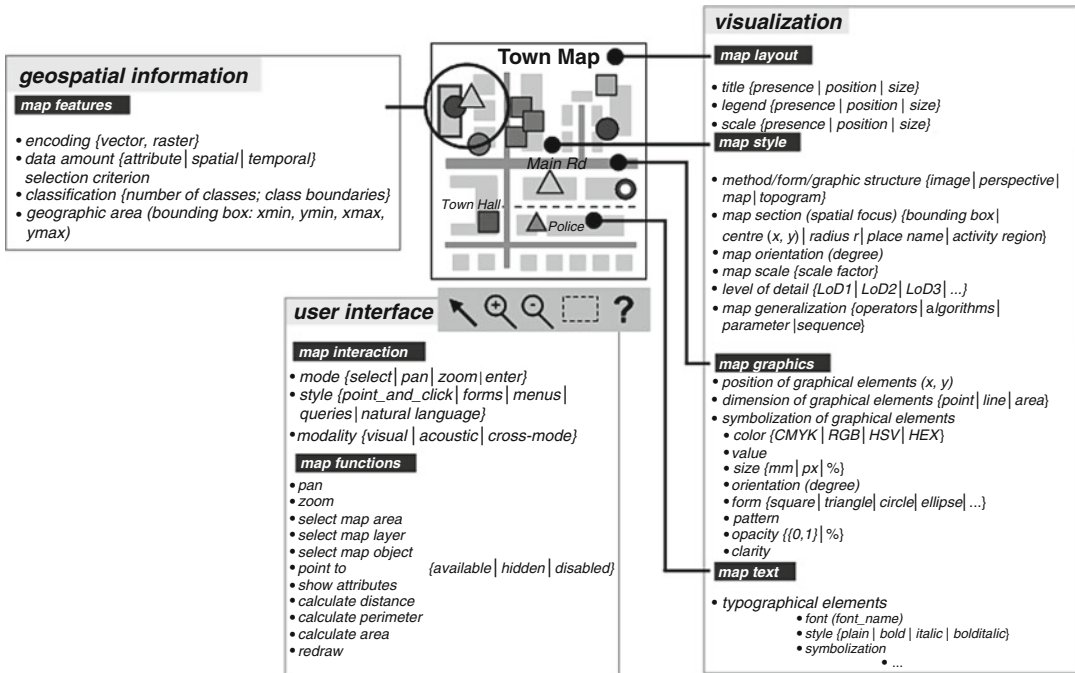 geospatial information
map features
• encoding {vector, raster}
• data amount {attribute | spatial | temporal}
selection criterion
• classification {number of classes; class boundaries}
• geographic area (bounding box: xmin, ymin, xmax,
ymax)
Town Map
Main Rd
Town Hall
Police
?
user interface
map interaction
• mode {select | pan | zoom | enter}
• style {point_and_click | forms | menus |
queries | natural language}
• modality {visual | acoustic | cross-mode}
map functions
• pan
• zoom
• select map area
• select map layer
• select map object
• point to {available | hidden | disabled}
• show attributes
• calculate distance
• calculate perimeter
• calculate area
• redraw
visualization
map layout
• title {presence | position | size}
• legend {presence | position | size}
• scale {presence | position | size}
map style
• method/form/graphic structure {image | perspective |
map | topogram}
• map section (spatial focus) {bounding box |
centre (x, y) | radius r | place name | activity region}
• map orientation (degree)
• map scale {scale factor}
• level of detail {LoD1 | LoD2 | LoD3 | ...}
• map generalization {operators | algorithms |
parameter | sequence}
map graphics
• position of graphical elements (x, y)
• dimension of graphical elements {point | line | area}
• symbolization of graphical elements
• color {CMYK | RGB | HSV | HEX}
• value
• size {mm | px | %}
• orientation (degree)
• form {square | triangle | circle | ellipse | ...}
• pattern
• opacity {{0,1} | %}
• clarity
map text
• typographical elements
• font (font_name)
• style {plain | bold | italic | bolditalic}
• symbolization
• ...